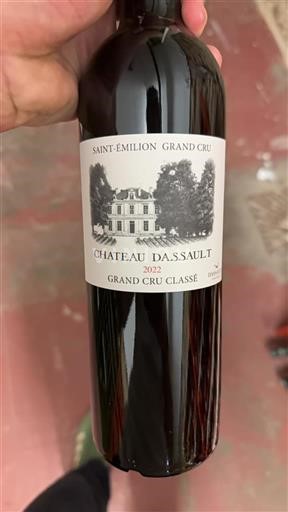 SAINT-ÉMILION GRAND CRU
CHATEAU DASSAULT
2022
GRAND CRU CLASSÉ